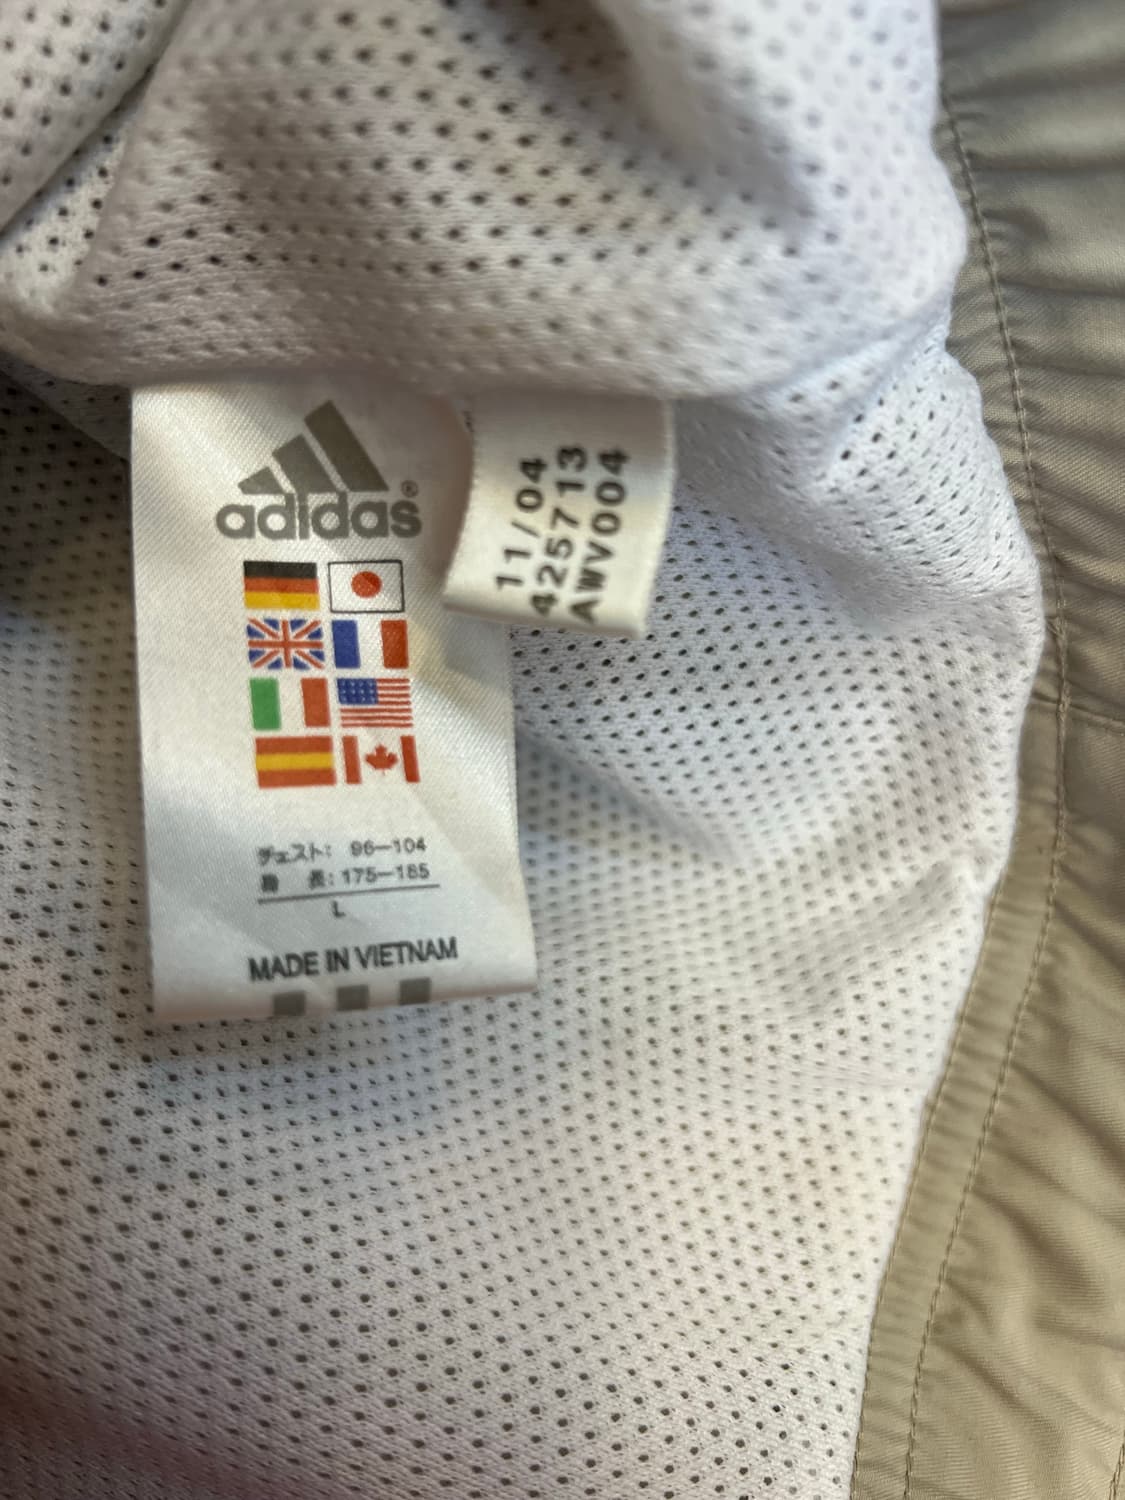 adidas®
チェスト: 96—104
身 長: 175—185
L
MADE IN VIETNAM
11/04
425713
AWV004